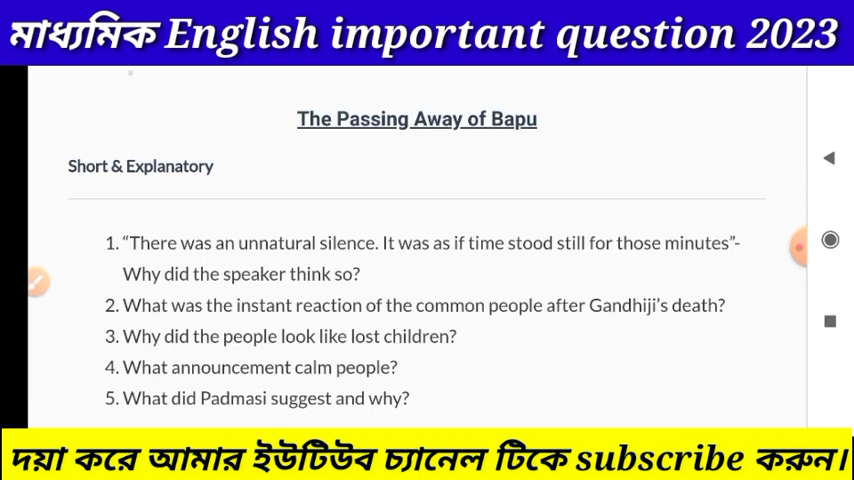 মাধ্যমিক English important question 2023
The Passing Away of Bapu
Short & Explanatory
1. “There was an unnatural silence. It was as if time stood still for those minutes”-
Why did the speaker think so?
2. What was the instant reaction of the common people after Gandhiji’s death?
3. Why did the people look like lost children?
4. What announcement calm people?
5. What did Padmasi suggest and why?
দয়া করে আমার ইউটিউব চ্যানেল টিকে subscribe করুন।